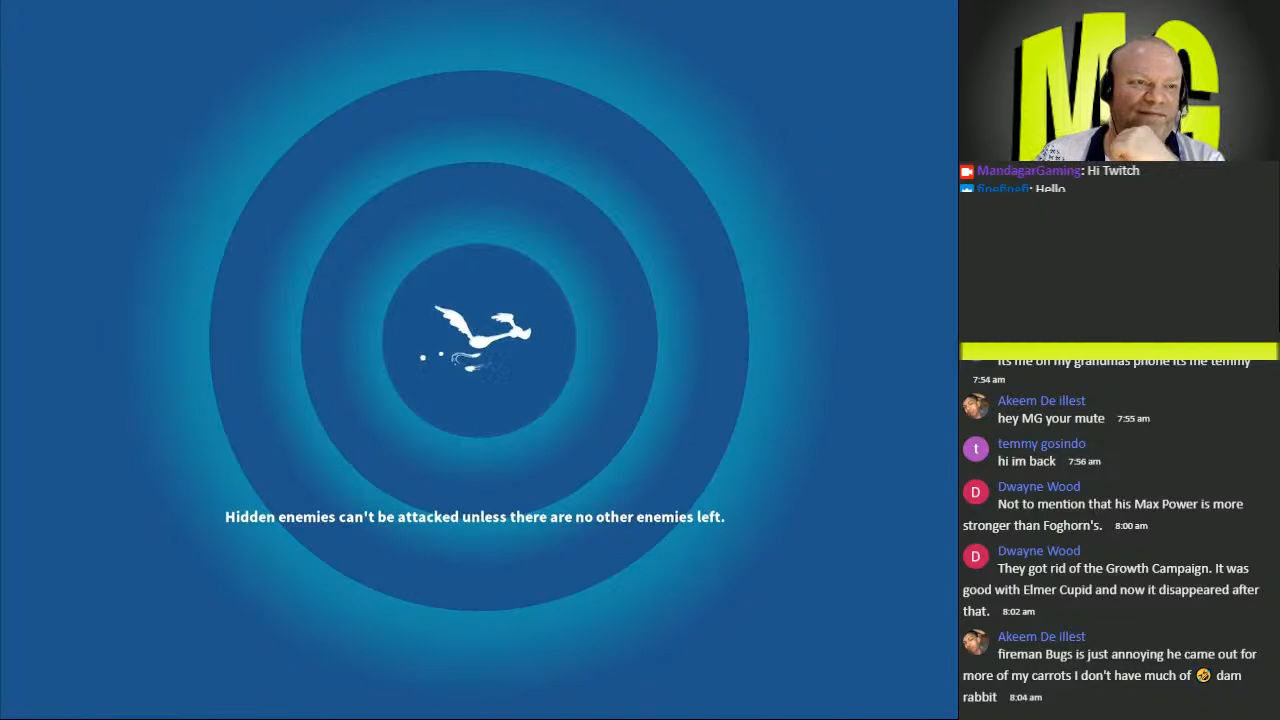 MG
MandagarGaming: Hi Twitch
finefinefi: Hello
its me on my grandmas phone its me temmy
7:54 am
Akeem De illest
hey MG your mute 7:55 am
t temmy gosindo
hi im back 7:56 am
D Dwayne Wood
Not to mention that his Max Power is more
stronger than Foghorn's. 8:00 am
D Dwayne Wood
They got rid of the Growth Campaign. It was
good with Elmer Cupid and now it disappeared after
that. 8:02 am
Akeem De illest
fireman Bugs is just annoying he came out for
more of my carrots I don't have much of 🤣 dam
rabbit 8:04 am
Hidden enemies can't be attacked unless there are no other enemies left.